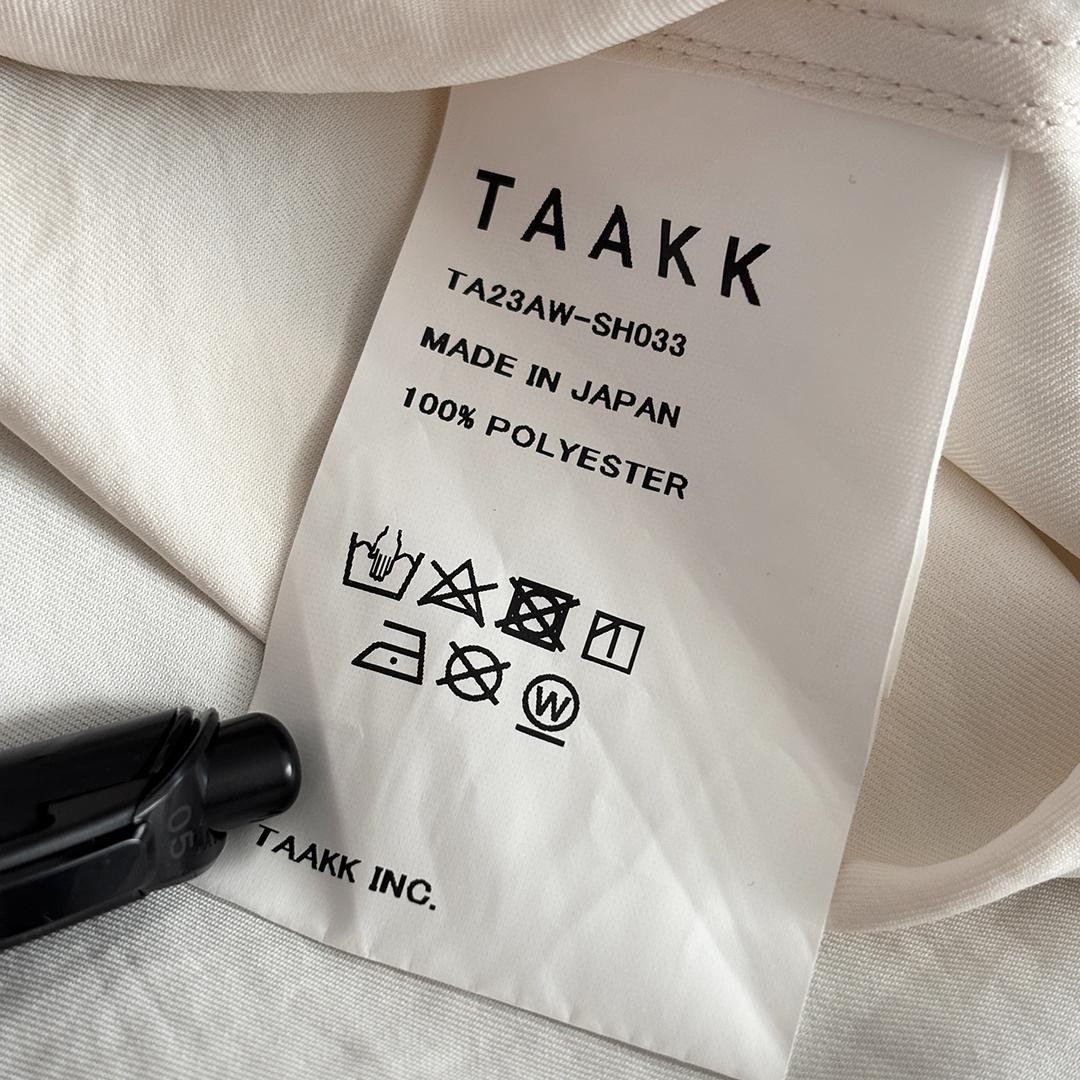 TAAKK
TA23AW-SH033
MADE IN JAPAN
100% POLYESTER
W
TAAKK INC.
05